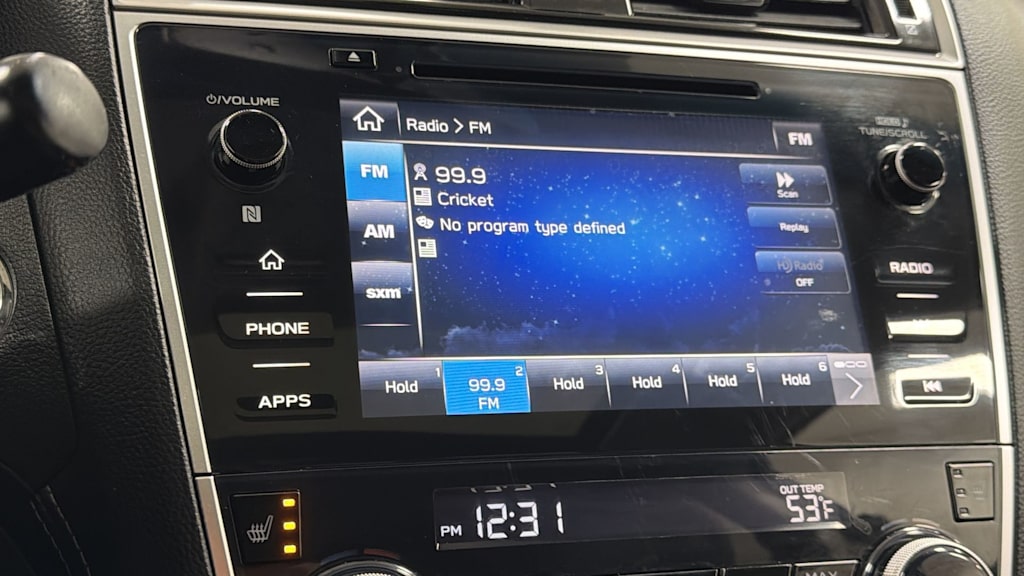 ⏻/VOLUME
TUNE/SCROLL
Radio > FM
FM
FM
AM
sxm
99.9
Cricket
No program type defined
Scan
Replay
HD Radio
OFF
PHONE
APPS
RADIO
Hold 1
99.9 FM 2
Hold 3
Hold 4
Hold 5
Hold 6
PM 12:31
OUT TEMP
53°F
MAX